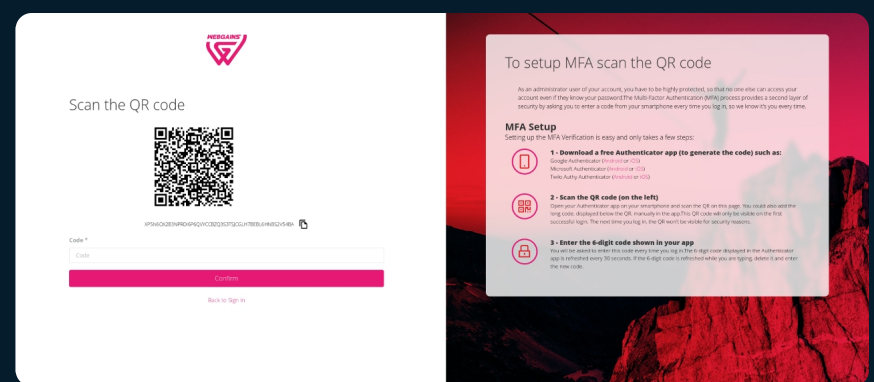 WEBGAINS
Scan the QR code
Code *
Code
Confirm
Back to Sign In
To setup MFA scan the QR code
As an administrator user of your account, you have to be highly protected, so that no one else can access your
account even if they know your password.The Multi-Factor Authentication (MFA) process provides a second layer of
security by asking you to enter a code from your smartphone every time you log in, so we know it's you every time.
MFA Setup
Setting up the MFA Verification is easy and only takes a few steps:
1 - Download a free Authenticator app (to generate the code) such as:
Google Authenticator (Android or iOS)
Microsoft Authenticator (Android or iOS)
Twilio Authy Authenticator (Android or iOS)
2 - Scan the QR code (on the left)
Open your Authenticator app on your smartphone and scan the QR on this page. You could also add the
long code, displayed below the QR, manually in the app.This QR code will only be visible on the first
successful login. The next time you log in, the QR won't be visible for security reasons.
3 - Enter the 6-digit code shown in your app
You will be asked to enter this code every time you log in.The 6-digit code displayed in the Authenticator
app is refreshed every 30 seconds. If the 6-digit code is refreshed while you are typing, delete it and enter
the new code.